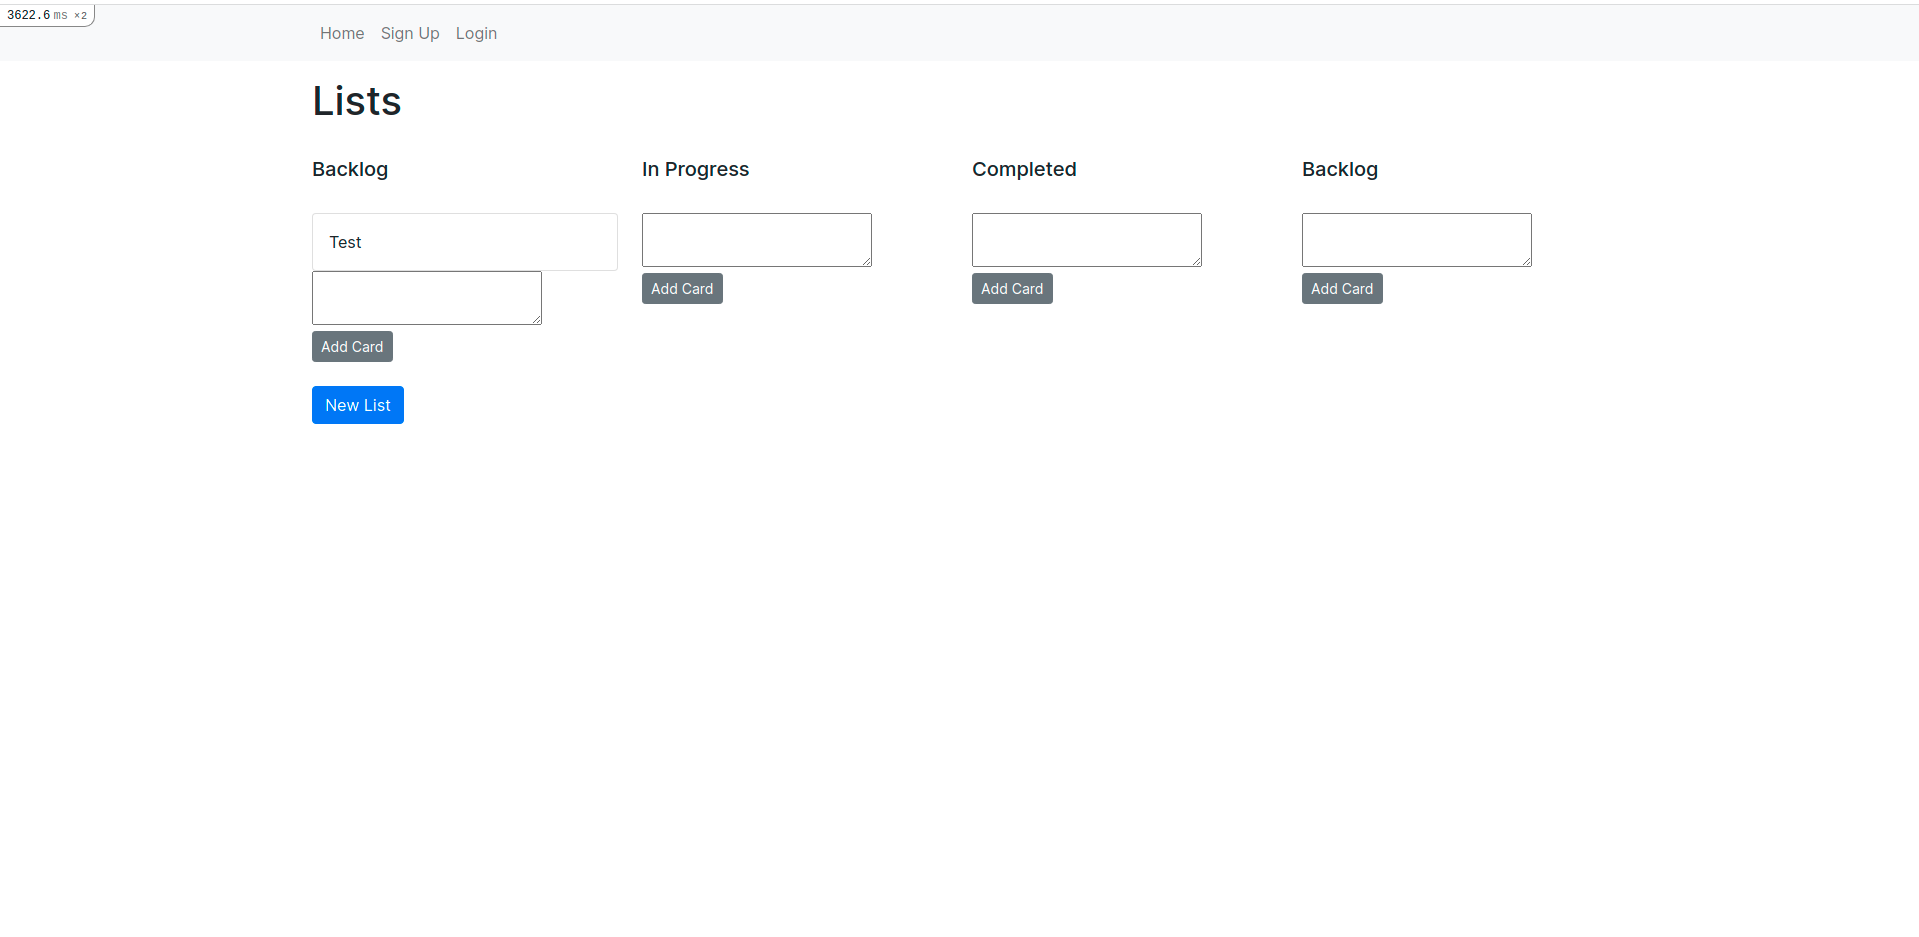 3622.6 ms ×2
Home Sign Up Login
Lists
Backlog In Progress Completed Backlog
Test
Add Card Add Card Add Card
Add Card
New List